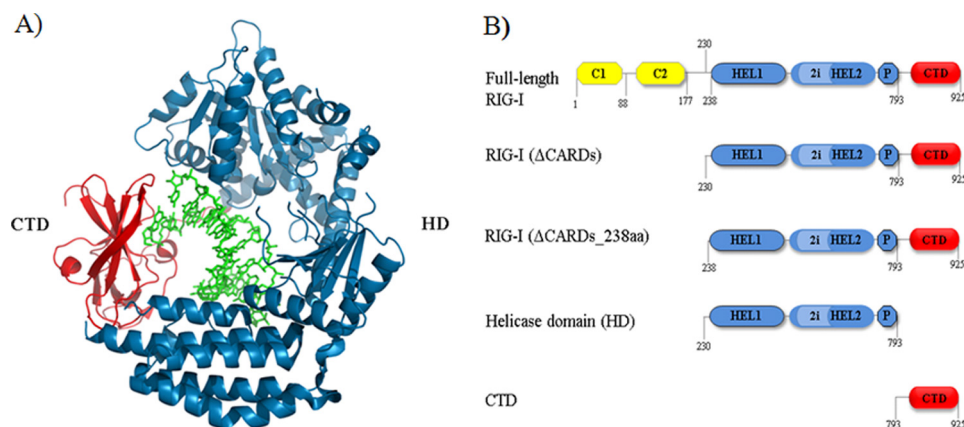 A)
CTD
HD
B)
Full-length
RIG-I
C1
C2
230
HEL1
2i
HEL2
P
CTD
1
88
177
238
793
925
RIG-I (ΔCARDs)
HEL1
2i
HEL2
P
CTD
230
793
925
RIG-I (ΔCARDs_238aa)
HEL1
2i
HEL2
P
CTD
238
793
925
Helicase domain (HD)
HEL1
2i
HEL2
P
230
793
CTD
CTD
793
925